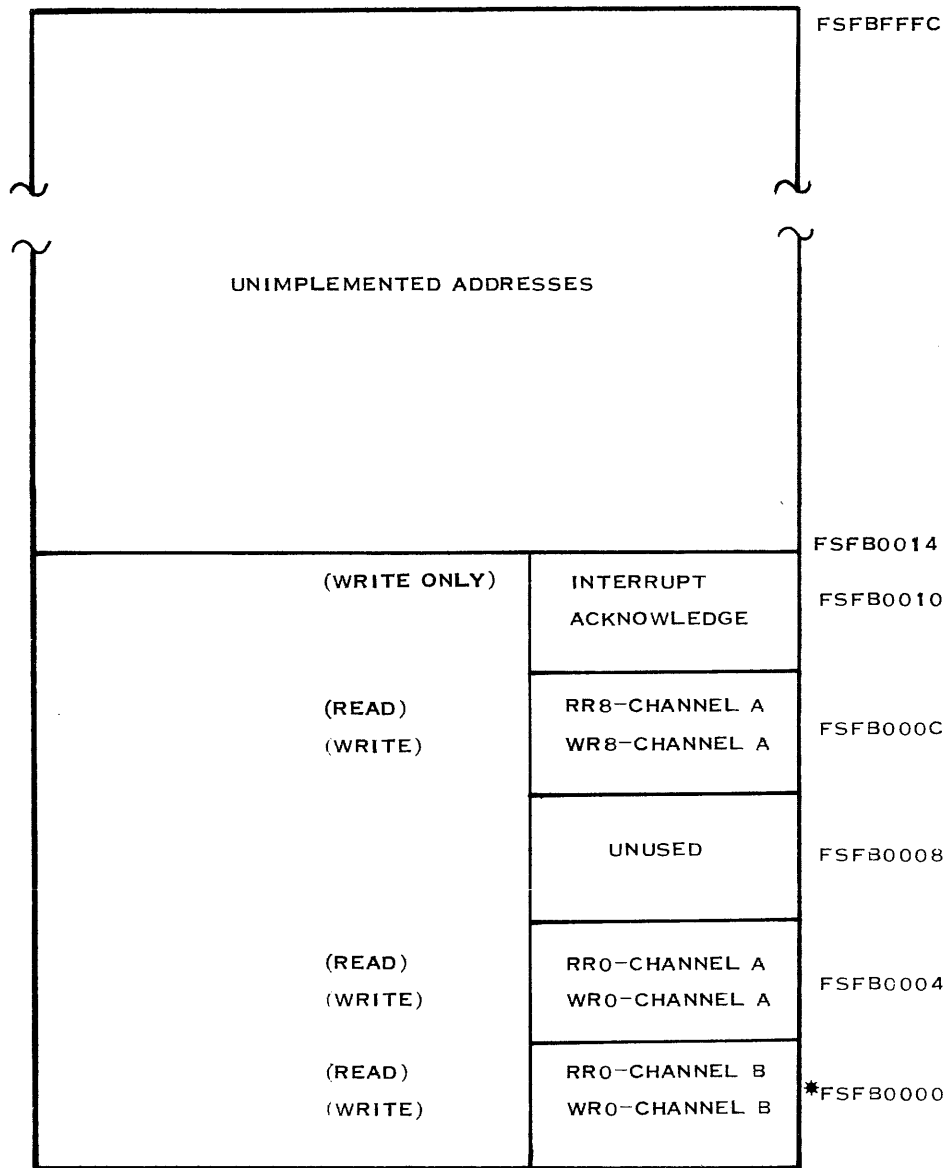 FSFBFFFC
UNIMPLEMENTED ADDRESSES
FSFB0014
(WRITE ONLY) INTERRUPT ACKNOWLEDGE FSFB0010
(READ) RR8-CHANNEL A
(WRITE) WR8-CHANNEL A
FSFB000C
UNUSED FSFB0008
(READ) RR0-CHANNEL A
(WRITE) WR0-CHANNEL A
FSFB0004
(READ) RR0-CHANNEL B
(WRITE) WR0-CHANNEL B
*FSFB0000